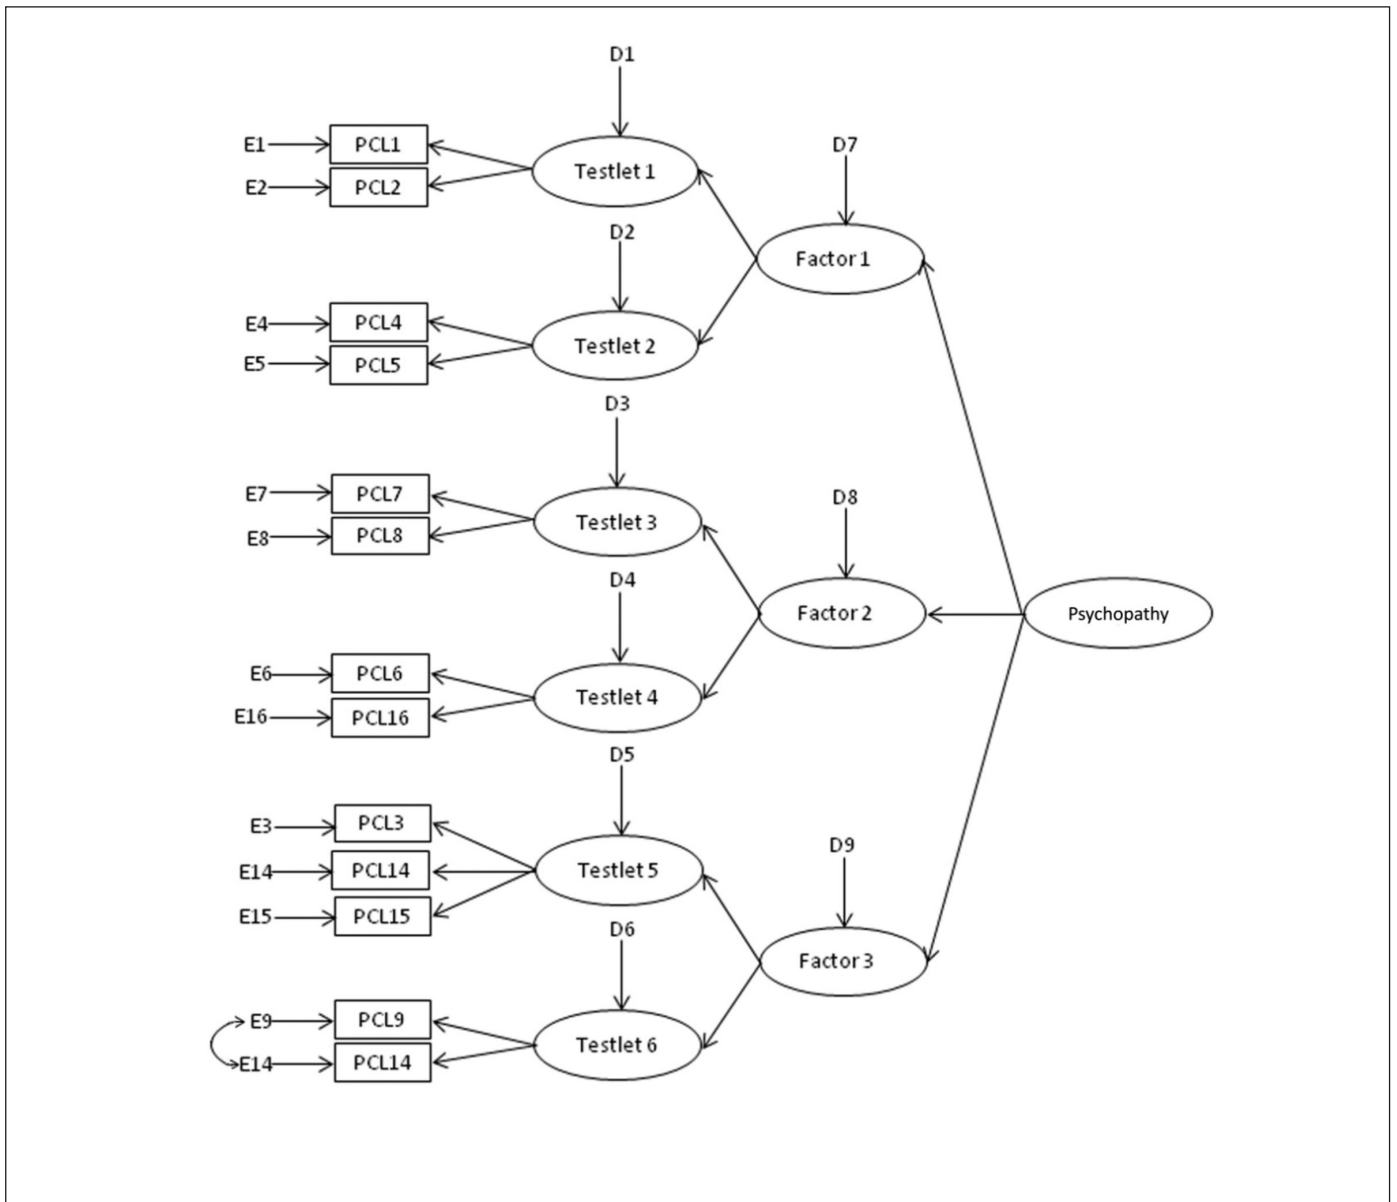 D1
E1 PCL1
Testlet 1
D7
E2 PCL2
D2
Factor 1
E4 PCL4
Testlet 2
E5 PCL5
D3
E7 PCL7
Testlet 3
D8
E8 PCL8
D4
Factor 2
Psychopathy
E6 PCL6
Testlet 4
E16 PCL16
D5
E3 PCL3
D9
E14 PCL14
Testlet 5
E15 PCL15
D6
Factor 3
E9 PCL9
Testlet 6
E14 PCL14